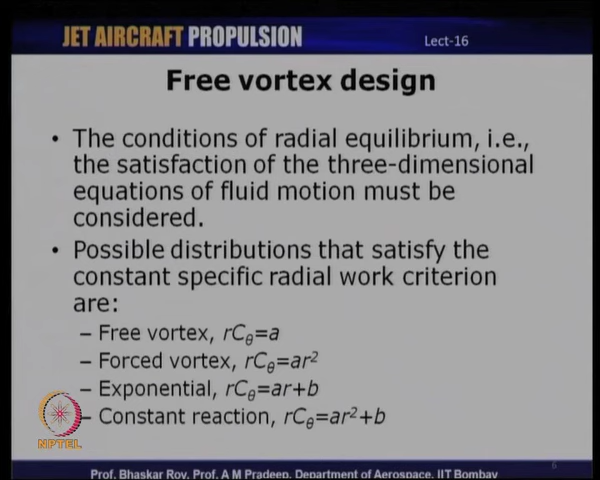 JET AIRCRAFT PROPULSION
Lect-16
Free vortex design
• The conditions of radial equilibrium, i.e.,
the satisfaction of the three-dimensional
equations of fluid motion must be
considered.
• Possible distributions that satisfy the
constant specific radial work criterion
are:
– Free vortex, rCθ=a
– Forced vortex, rCθ=ar²
– Exponential, rCθ=ar+b
– Constant reaction, rCθ=ar²+b
NPTEL
6
Prof. Bhaskar Roy, Prof. A M Pradeep, Department of Aerospace, IIT Bombay